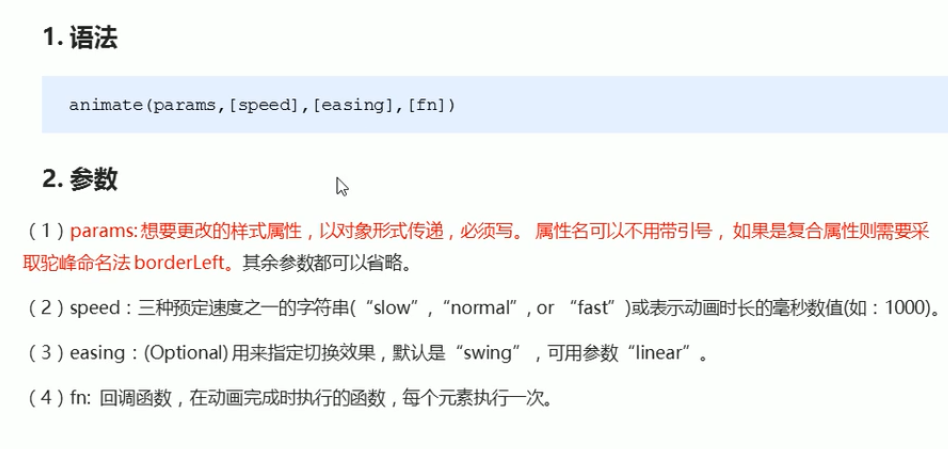 1. 语法
animate(params,[speed],[easing],[fn])
2. 参数
（1）params: 想要更改的样式属性，以对象形式传递，必须写。 属性名可以不用带引号， 如果是复合属性则需要采
取驼峰命名法 borderLeft。其余参数都可以省略。
（2）speed：三种预定速度之一的字符串(“slow”,“normal”, or “fast”)或表示动画时长的毫秒数值(如：1000)。
（3）easing：(Optional) 用来指定切换效果，默认是“swing”，可用参数“linear”。
（4）fn: 回调函数，在动画完成时执行的函数，每个元素执行一次。